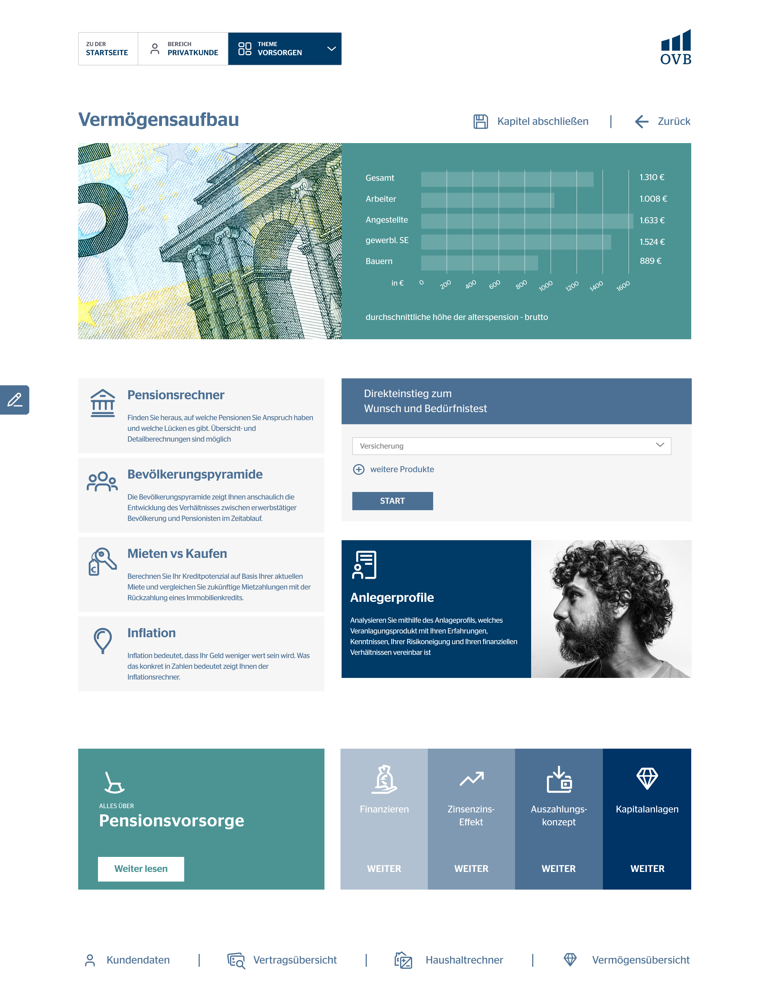 ZU DER
STARTSEITE
BEREICH
PRIVATKUNDE
THEME
VORSORGEN
OVB
Vermögensaufbau
Kapitel abschließen
Zurück
Gesamt
1.310 €
Arbeiter
1.008 €
Angestellte
1.633 €
gewerbl. SE
1.524 €
Bauern
889 €
in €
0
200
400
600
800
1000
1200
1400
1600
durchschnittliche höhe der alterspension - brutto
Pensionsrechner
Finden Sie heraus, auf welche Pensionen Sie Anspruch haben
und welche Lücken es gibt. Übersicht- und
Detailberechnungen sind möglich
Bevölkerungspyramide
Die Bevölkerungspyramide zeigt Ihnen anschaulich die
Entwicklung des Verhältnisses zwischen erwerbstätiger
Bevölkerung und Pensionisten im Zeitablauf.
Mieten vs Kaufen
Berechnen Sie Ihr Kreditpotenzial auf Basis Ihrer aktuellen
Miete und vergleichen Sie zukünftige Mietzahlungen mit der
Rückzahlung eines Immobilienkredits.
Inflation
Inflation bedeutet, dass Ihr Geld weniger wert sein wird. Was
das konkret in Zahlen bedeutet zeigt Ihnen der
Inflationsrechner.
Direkteinstieg zum
Wunsch und Bedürfnistest
Versicherung
weitere Produkte
START
Anlegerprofile
Analysieren Sie mithilfe des Anlageprofils, welches
Veranlagungsprodukt mit Ihren Erfahrungen,
Kenntnissen, Ihrer Risikoneigung und Ihren finanziellen
Verhältnissen vereinbar ist
ALLES ÜBER
Pensionsvorsorge
Weiter lesen
Finanzieren
WEITER
Zinsenzins-
Effekt
WEITER
Auszahlungs-
konzept
WEITER
Kapitalanlagen
WEITER
Kundendaten
Vertragsübersicht
Haushaltrechner
Vermögensübersicht